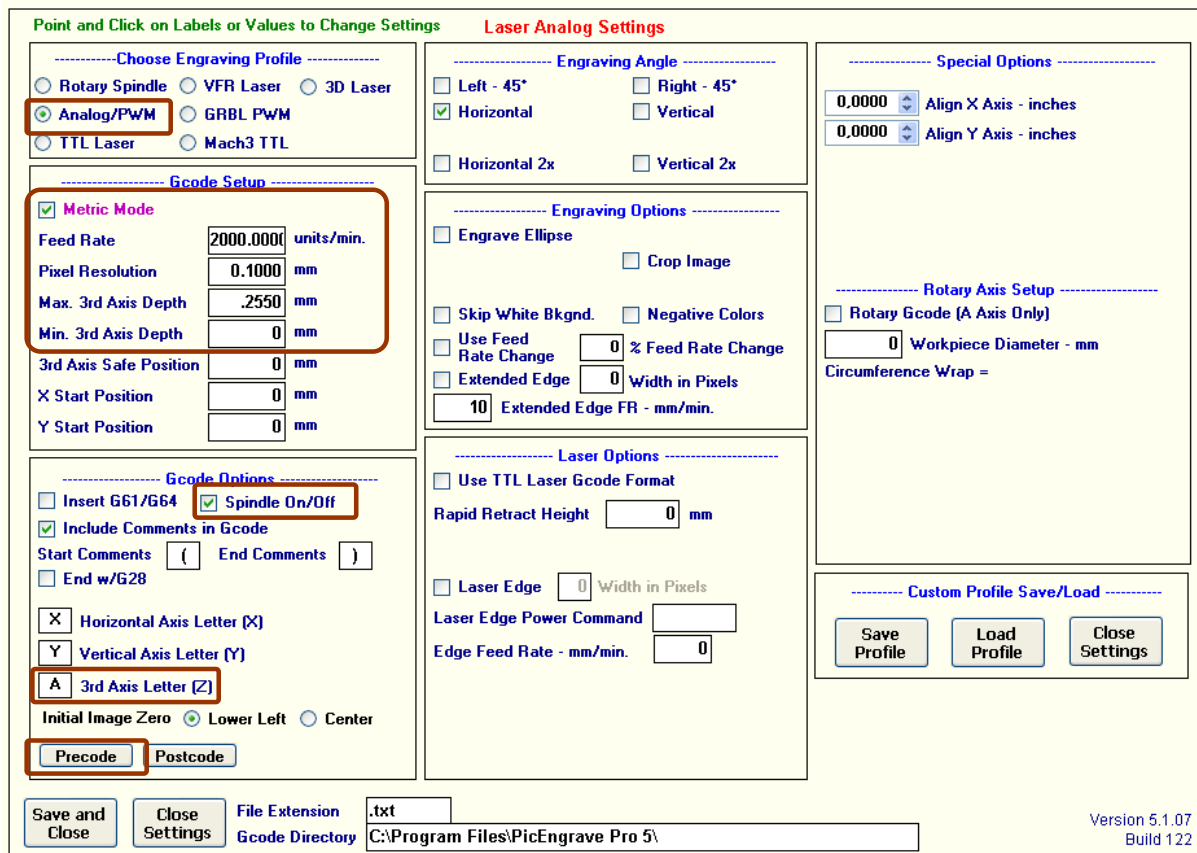 Point and Click on Labels or Values to Change Settings
Laser Analog Settings
------------Choose Engraving Profile --------------
Rotary Spindle
VFR Laser
3D Laser
Analog/PWM
GRBL PWM
TTL Laser
Mach3 TTL
-------------------- Gcode Setup --------------------
Metric Mode
Feed Rate 2000.000( units/min.
Pixel Resolution 0.1000 mm
Max. 3rd Axis Depth .2550 mm
Min. 3rd Axis Depth 0 mm
3rd Axis Safe Position 0 mm
X Start Position 0 mm
Y Start Position 0 mm
------------------- Gcode Options -------------------
Insert G61/G64
Spindle On/Off
Include Comments in Gcode
Start Comments ( End Comments )
End w/G28
X Horizontal Axis Letter (X)
Y Vertical Axis Letter (Y)
A 3rd Axis Letter (Z)
Initial Image Zero Lower Left Center
Precode Postcode
------------------- Engraving Angle ------------------
Left - 45°
Right - 45°
Horizontal
Vertical
Horizontal 2x
Vertical 2x
------------------ Engraving Options -----------------
Engrave Ellipse
Crop Image
Skip White Bkgnd.
Negative Colors
Use Feed
Rate Change
0 % Feed Rate Change
Extended Edge 0 Width in Pixels
10 Extended Edge FR - mm/min.
------------------- Laser Options ----------------------
Use TTL Laser Gcode Format
Rapid Retract Height 0 mm
Laser Edge 0 Width in Pixels
Laser Edge Power Command
Edge Feed Rate - mm/min. 0
---------------- Special Options -------------------
0,0000 Align X Axis - inches
0,0000 Align Y Axis - inches
---------------- Rotary Axis Setup -------------------
Rotary Gcode (A Axis Only)
0 Workpiece Diameter - mm
Circumference Wrap =
---------- Custom Profile Save/Load -----------
Save
Profile
Load
Profile
Close
Settings
Save and
Close
Close
Settings
File Extension .txt
Gcode Directory C:\Program Files\PicEngrave Pro 5\
Version 5.1.07
Build 122